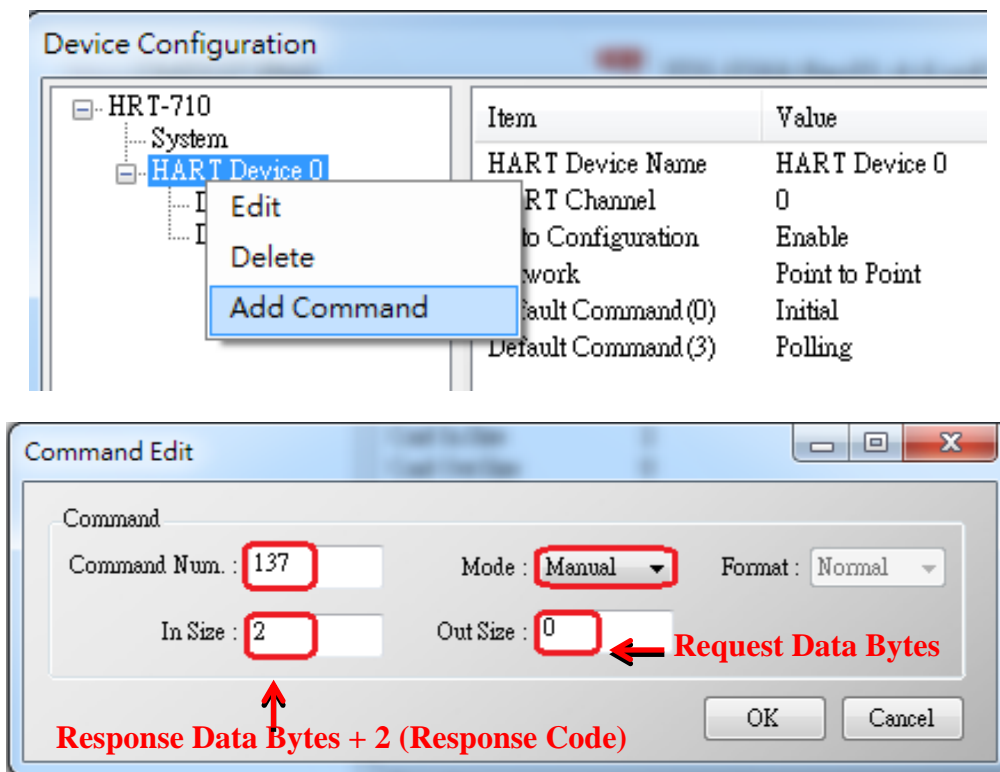 Device Configuration
HRT-710
System
HART Device 0
Edit
Delete
Add Command
Item Value
HART Device Name HART Device 0
RT Channel 0
to Configuration Enable
work Point to Point
ault Command(0) Initial
Default Command(3) Polling
Command Edit
Command
Command Num. : 137 Mode : Manual Format : Normal
In Size : 2 Out Size : 0
Request Data Bytes
OK Cancel
Response Data Bytes + 2 (Response Code)